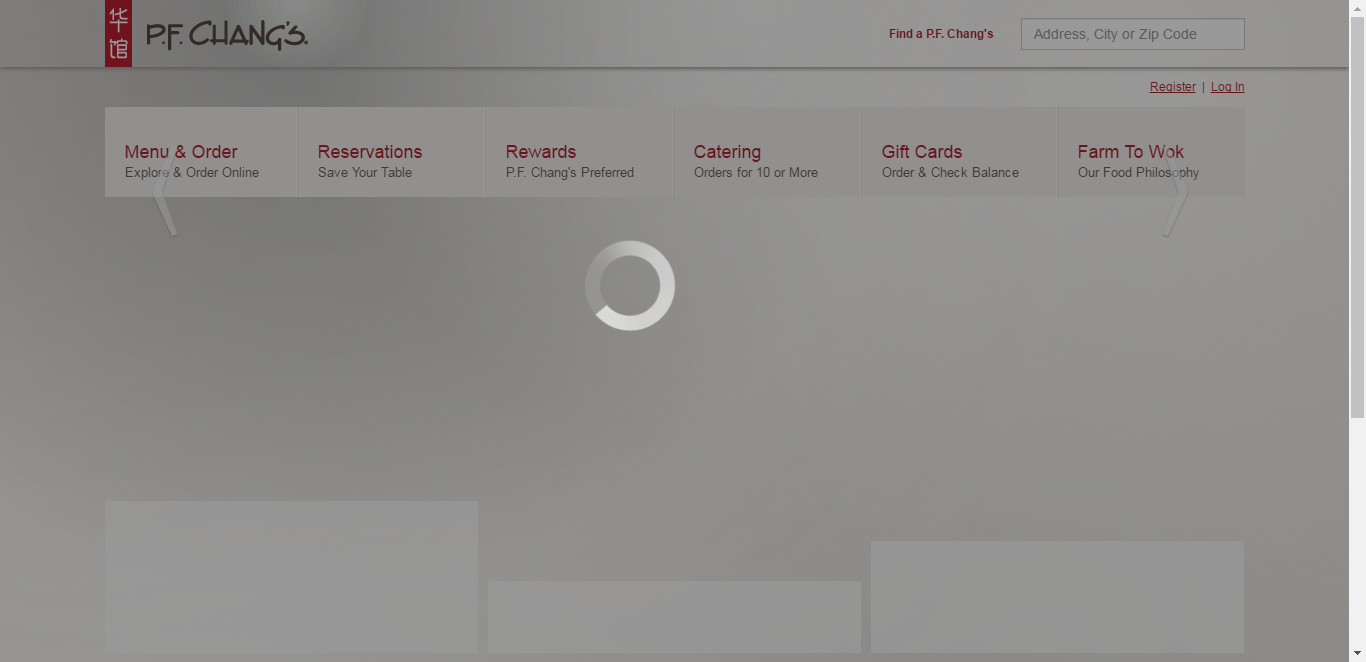 华馆
P.F. CHANG'S.
Find a P.F. Chang's
Address, City or Zip Code
Register | Log In
Menu & Order
Explore & Order Online
Reservations
Save Your Table
Rewards
P.F. Chang's Preferred
Catering
Orders for 10 or More
Gift Cards
Order & Check Balance
Farm To Wok
Our Food Philosophy